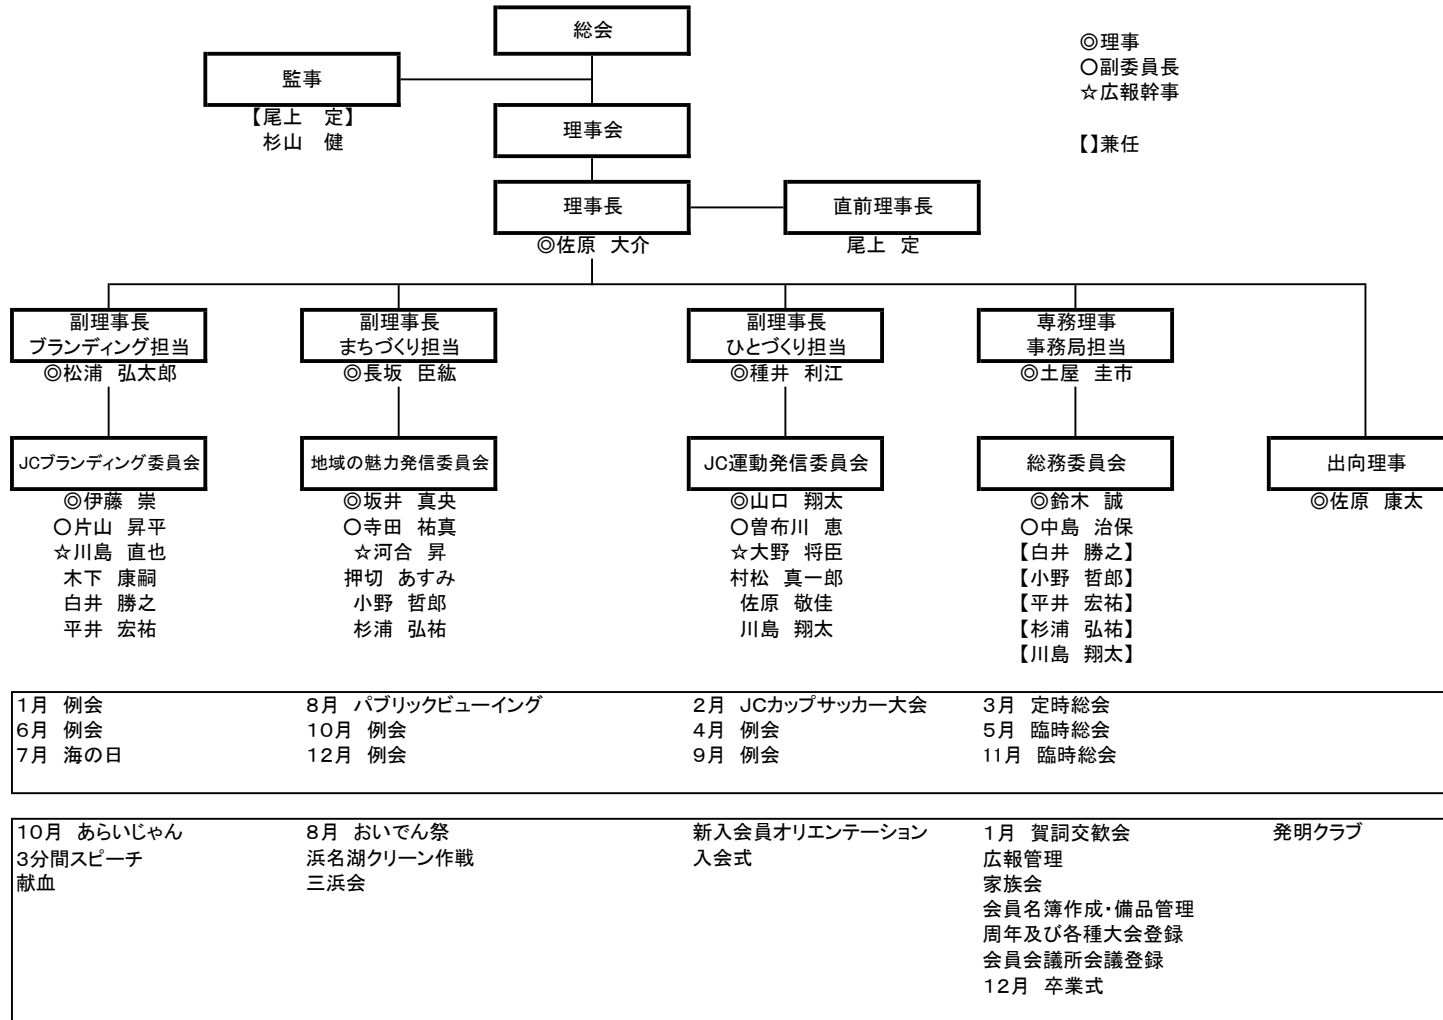 総会
監事
【尾上　定】
杉山　健
◎理事
○副委員長
☆広報幹事
【】兼任
理事会
理事長
◎佐原　大介
直前理事長
尾上　定
副理事長
ブランディング担当
◎松浦　弘太郎
副理事長
まちづくり担当
◎長坂　臣紘
副理事長
ひとづくり担当
◎種井　利江
専務理事
事務局担当
◎土屋　圭市
JCブランディング委員会
◎伊藤　崇
○片山　昇平
☆川島　直也
木下　康嗣
白井　勝之
平井　宏祐
地域の魅力発信委員会
◎坂井　真央
○寺田　祐真
☆河合　昇
押切　あすみ
小野　哲郎
杉浦　弘祐
JC運動発信委員会
◎山口　翔太
○曽布川　恵
☆大野　将臣
村松　真一郎
佐原　敬佳
川島　翔太
総務委員会
◎鈴木　誠
○中島　治保
【白井　勝之】
【小野　哲郎】
【平井　宏祐】
【杉浦　弘祐】
【川島　翔太】
出向理事
◎佐原　康太
1月　例会
6月　例会
7月　海の日
8月　パブリックビューイング
10月　例会
12月　例会
2月　JCカップサッカー大会
4月　例会
9月　例会
3月　定時総会
5月　臨時総会
11月　臨時総会
10月　あらいじゃん
3分間スピーチ
献血
8月　おいでん祭
浜名湖クリーン作戦
三浜会
新入会員オリエンテーション
入会式
1月　賀詞交歓会
広報管理
家族会
会員名簿作成・備品管理
周年及び各種大会登録
会員会議所会議登録
12月　卒業式
発明クラブ